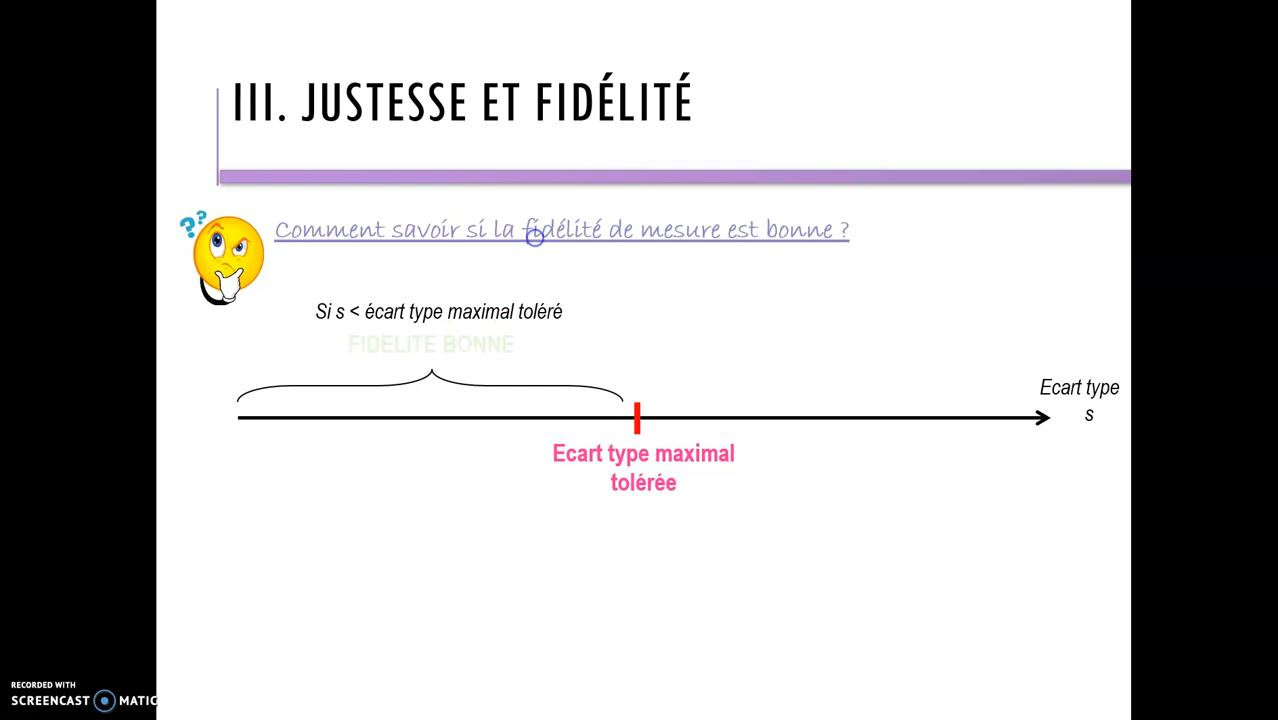 III. JUSTESSE ET FIDÉLITÉ
??
Comment savoir si la fidélité de mesure est bonne ?
Si s < écart type maximal toléré
FIDELITE BONNE
Ecart type
s
Ecart type maximal
tolérée
RECORDED WITH
SCREENCAST MATIC